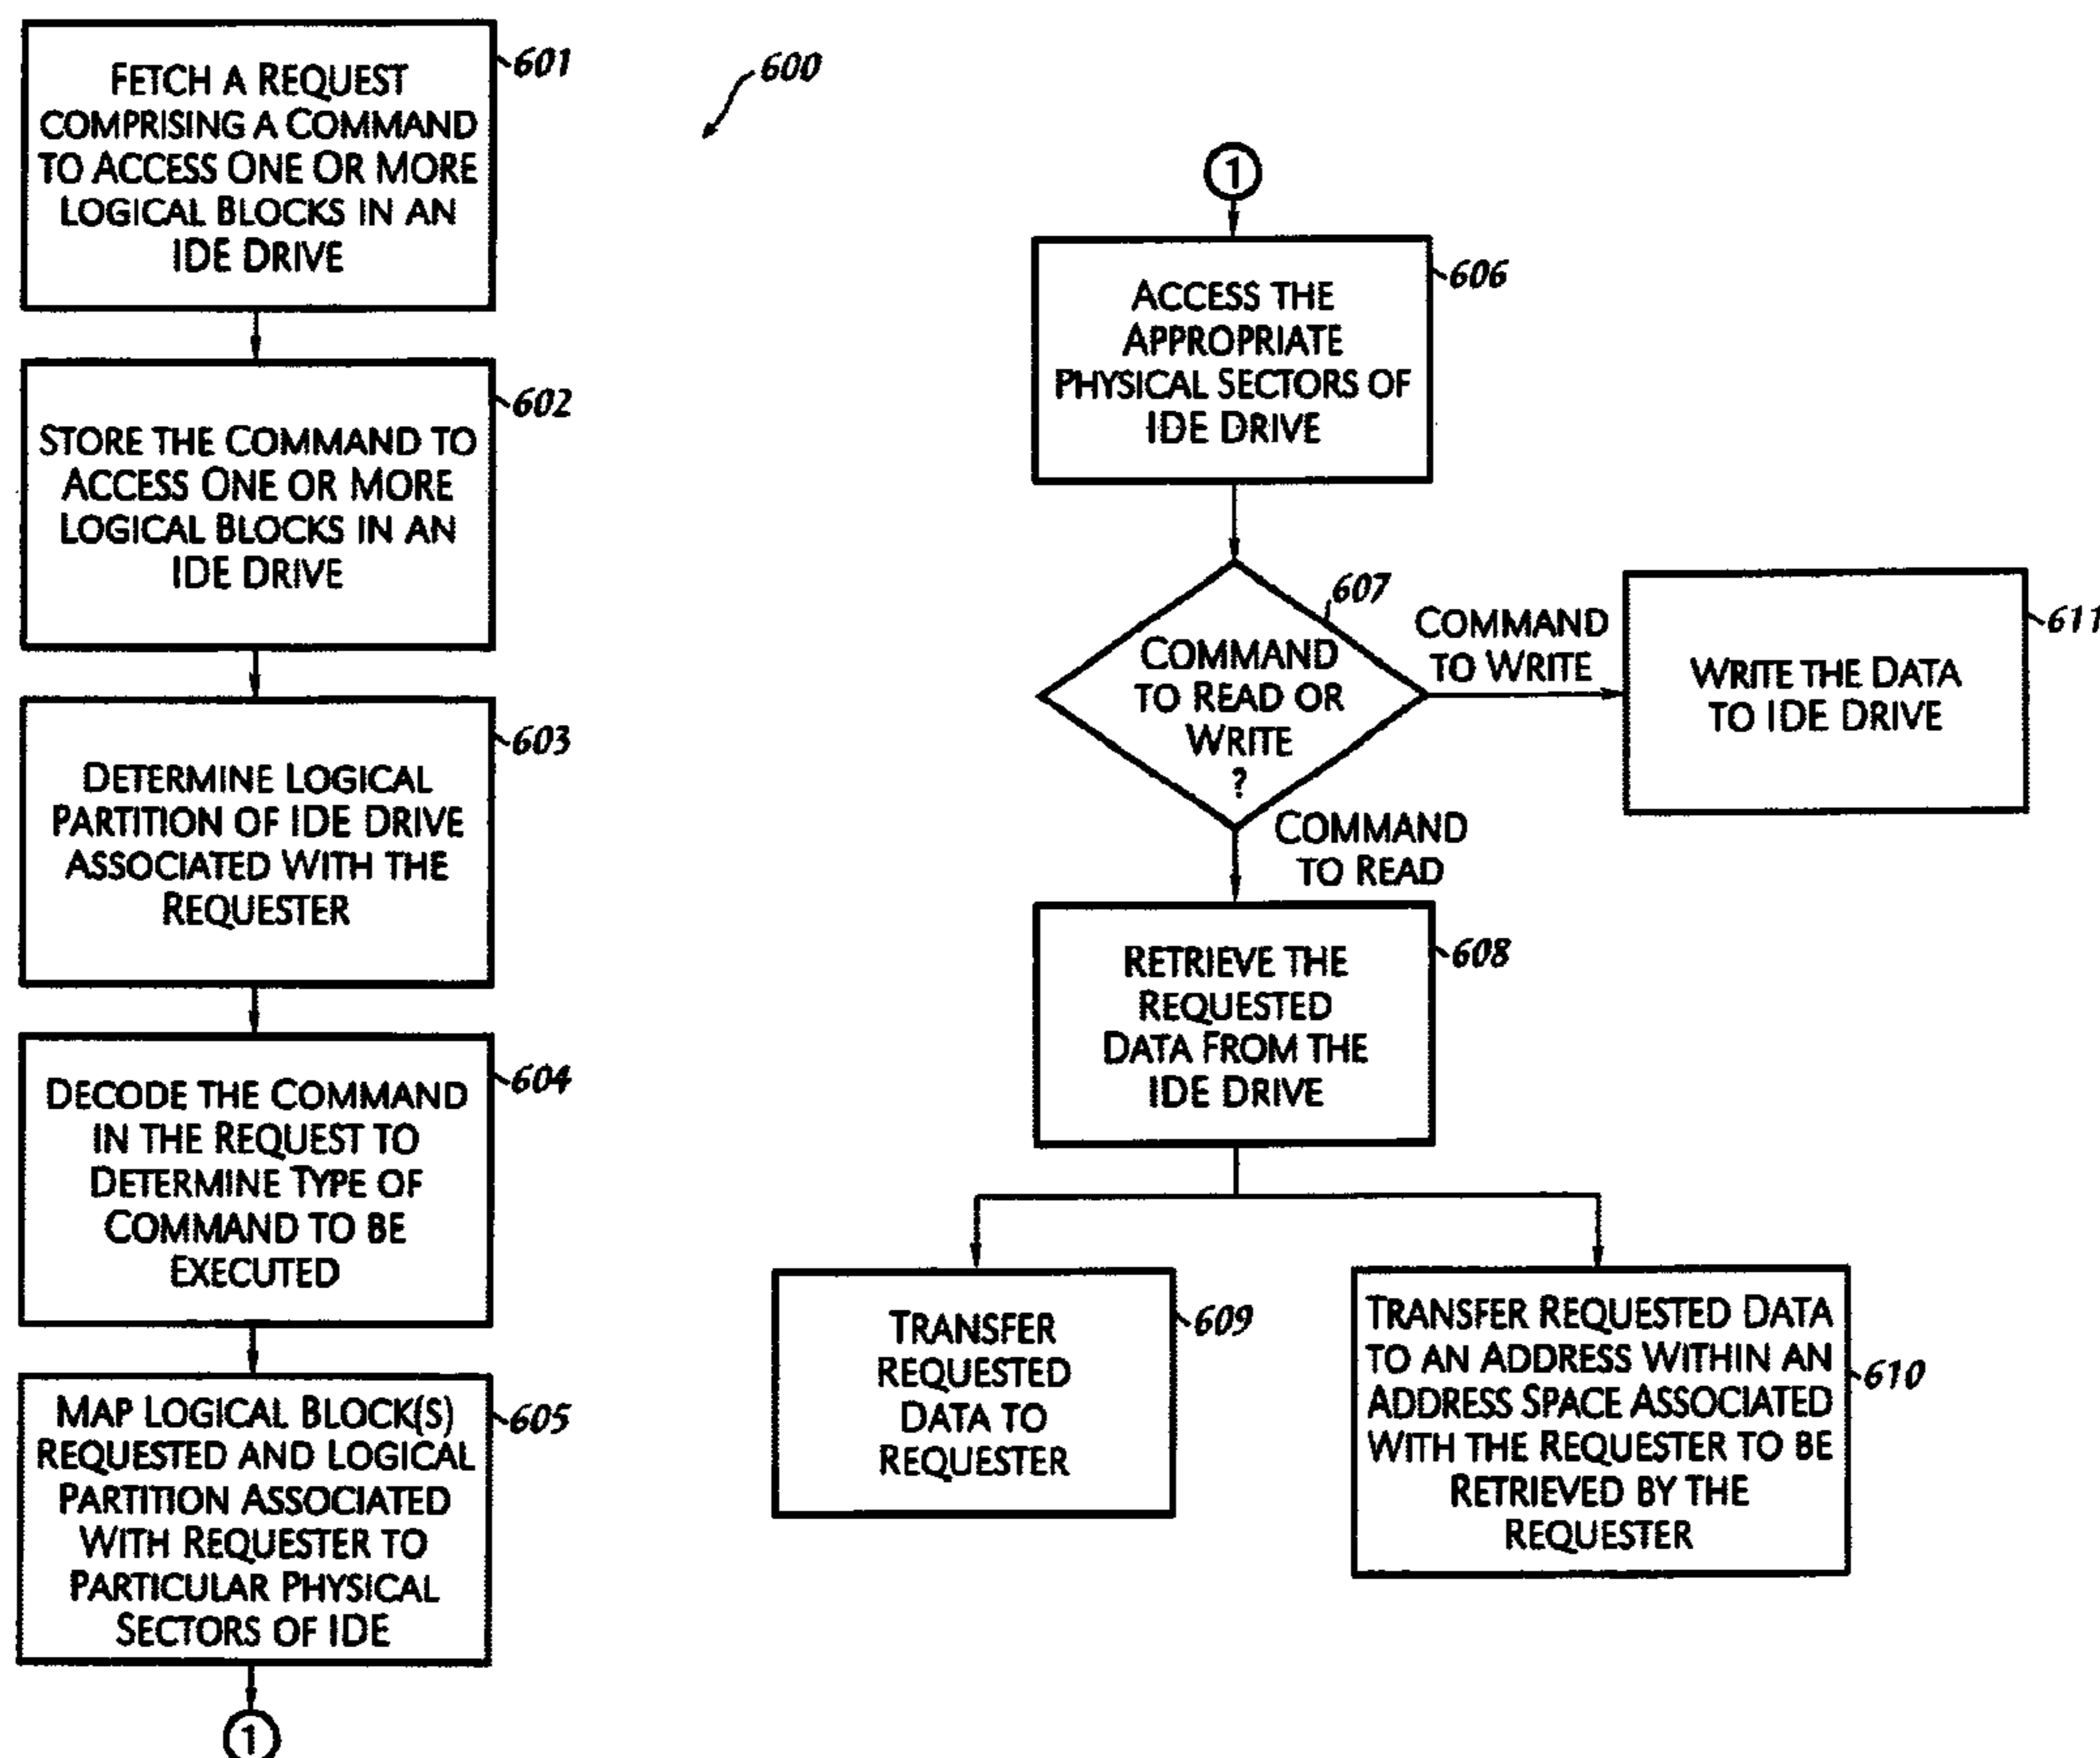 601
FETCH A REQUEST
COMPRISING A COMMAND
TO ACCESS ONE OR MORE
LOGICAL BLOCKS IN AN
IDE DRIVE
602
STORE THE COMMAND TO
ACCESS ONE OR MORE
LOGICAL BLOCKS IN AN
IDE DRIVE
603
DETERMINE LOGICAL
PARTITION OF IDE DRIVE
ASSOCIATED WITH THE
REQUESTER
604
DECODE THE COMMAND
IN THE REQUEST TO
DETERMINE TYPE OF
COMMAND TO BE
EXECUTED
605
MAP LOGICAL BLOCK(S)
REQUESTED AND LOGICAL
PARTITION ASSOCIATED
WITH REQUESTER TO
PARTICULAR PHYSICAL
SECTORS OF IDE
1
600
1
606
ACCESS THE
APPROPRIATE
PHYSICAL SECTORS OF
IDE DRIVE
607
COMMAND
TO READ OR
WRITE
?
COMMAND
TO WRITE
611
WRITE THE DATA
TO IDE DRIVE
COMMAND
TO READ
608
RETRIEVE THE
REQUESTED
DATA FROM THE
IDE DRIVE
609
TRANSFER
REQUESTED
DATA TO
REQUESTER
610
TRANSFER REQUESTED DATA
TO AN ADDRESS WITHIN AN
ADDRESS SPACE ASSOCIATED
WITH THE REQUESTER TO BE
RETRIEVED BY THE
REQUESTER